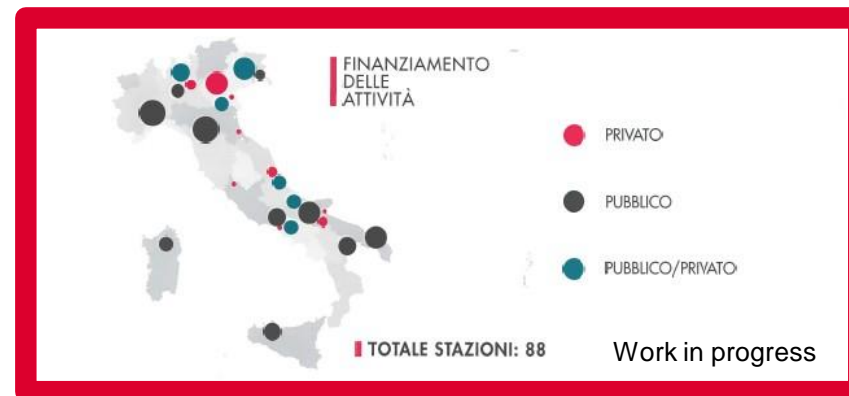 FINANZIAMENTO
DELLE
ATTIVITÀ
PRIVATO
PUBBLICO
PUBBLICO/PRIVATO
TOTALE STAZIONI: 88
Work in progress